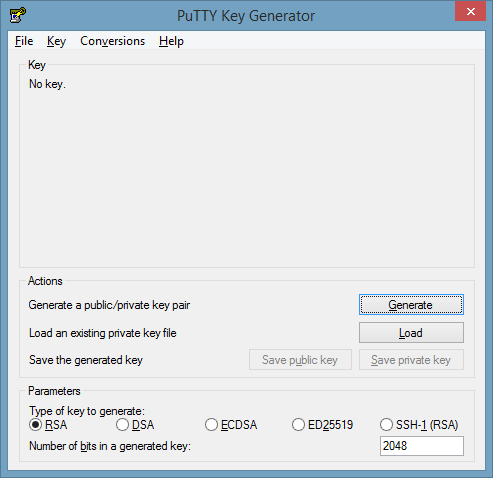 PuTTY Key Generator
File Key Conversions Help
Key
No key.
Actions
Generate a public/private key pair Generate
Load an existing private key file Load
Save the generated key Save public key Save private key
Parameters
Type of key to generate:
RSA DSA ECDSA ED25519 SSH-1 (RSA)
Number of bits in a generated key: 2048